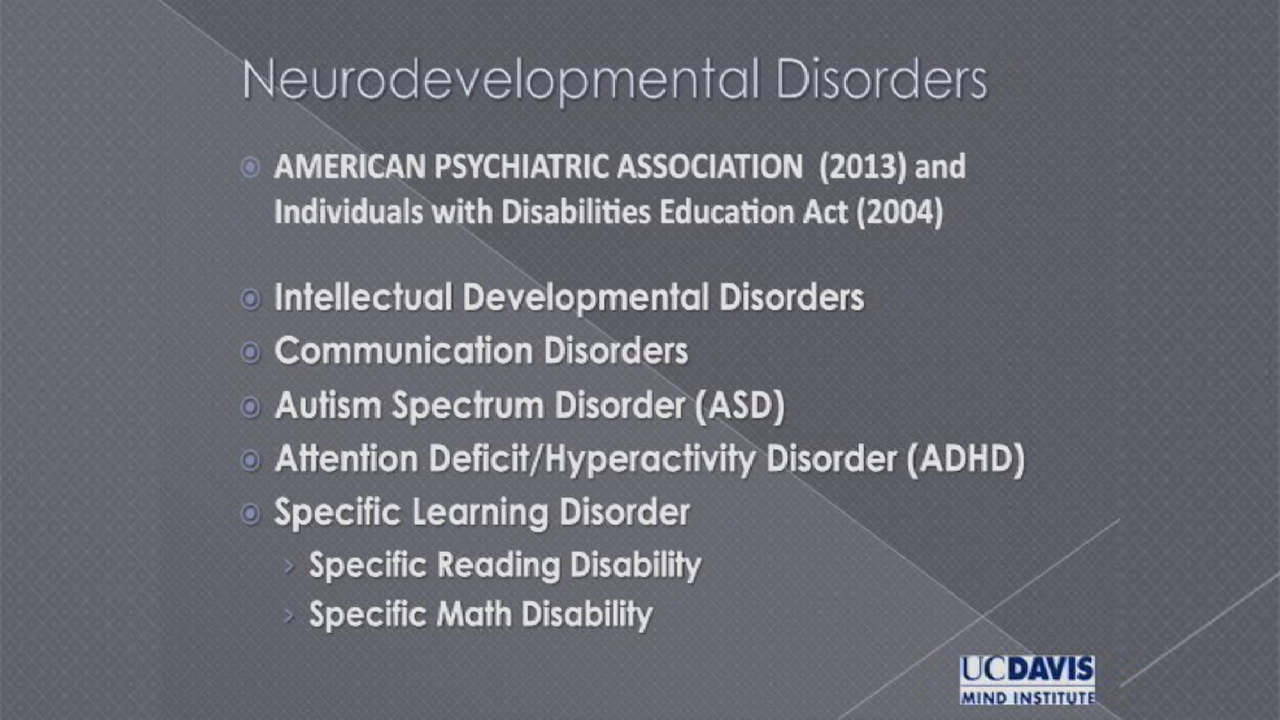 Neurodevelopmental Disorders
AMERICAN PSYCHIATRIC ASSOCIATION (2013) and
Individuals with Disabilities Education Act (2004)
Intellectual Developmental Disorders
Communication Disorders
Autism Spectrum Disorder (ASD)
Attention Deficit/Hyperactivity Disorder (ADHD)
Specific Learning Disorder
Specific Reading Disability
Specific Math Disability
UCDAVIS
MIND INSTITUTE